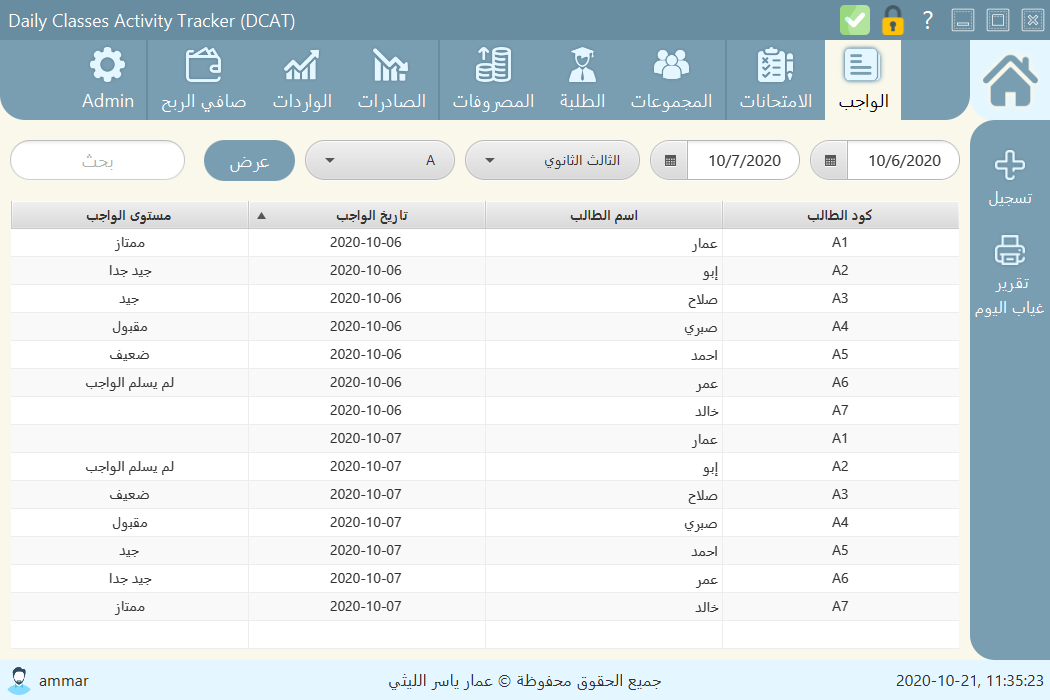 Daily Classes Activity Tracker (DCAT) ?
الواجب الامتحانات المجموعات الطلبة المصروفات الصادرات الواردات صافي الربح Admin
10/6/2020 10/7/2020 الثالث الثانوي A عرض بحث
تسجيل
تقرير
غياب اليوم
كود الطالب اسم الطالب تاريخ الواجب مستوى الواجب
A1 عمار 2020-10-06 ممتاز
A2 إبو 2020-10-06 جيد جدا
A3 صلاح 2020-10-06 جيد
A4 صبري 2020-10-06 مقبول
A5 احمد 2020-10-06 ضعيف
A6 عمر 2020-10-06 لم يسلم الواجب
A7 خالد 2020-10-06
A1 عمار 2020-10-07
A2 إبو 2020-10-07 لم يسلم الواجب
A3 صلاح 2020-10-07 ضعيف
A4 صبري 2020-10-07 مقبول
A5 احمد 2020-10-07 جيد
A6 عمر 2020-10-07 جيد جدا
A7 خالد 2020-10-07 ممتاز
ammar جميع الحقوق محفوظة © عمار ياسر الليثي 2020-10-21, 11:35:23